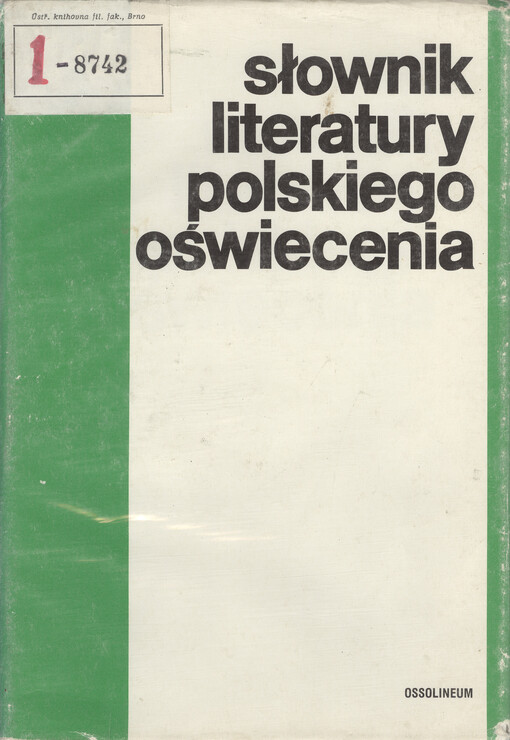 Ústř. knihovna fil. fak., Brno
1-8742
słownik
literatury
polskiego
oświecenia
OSSOLINEUM